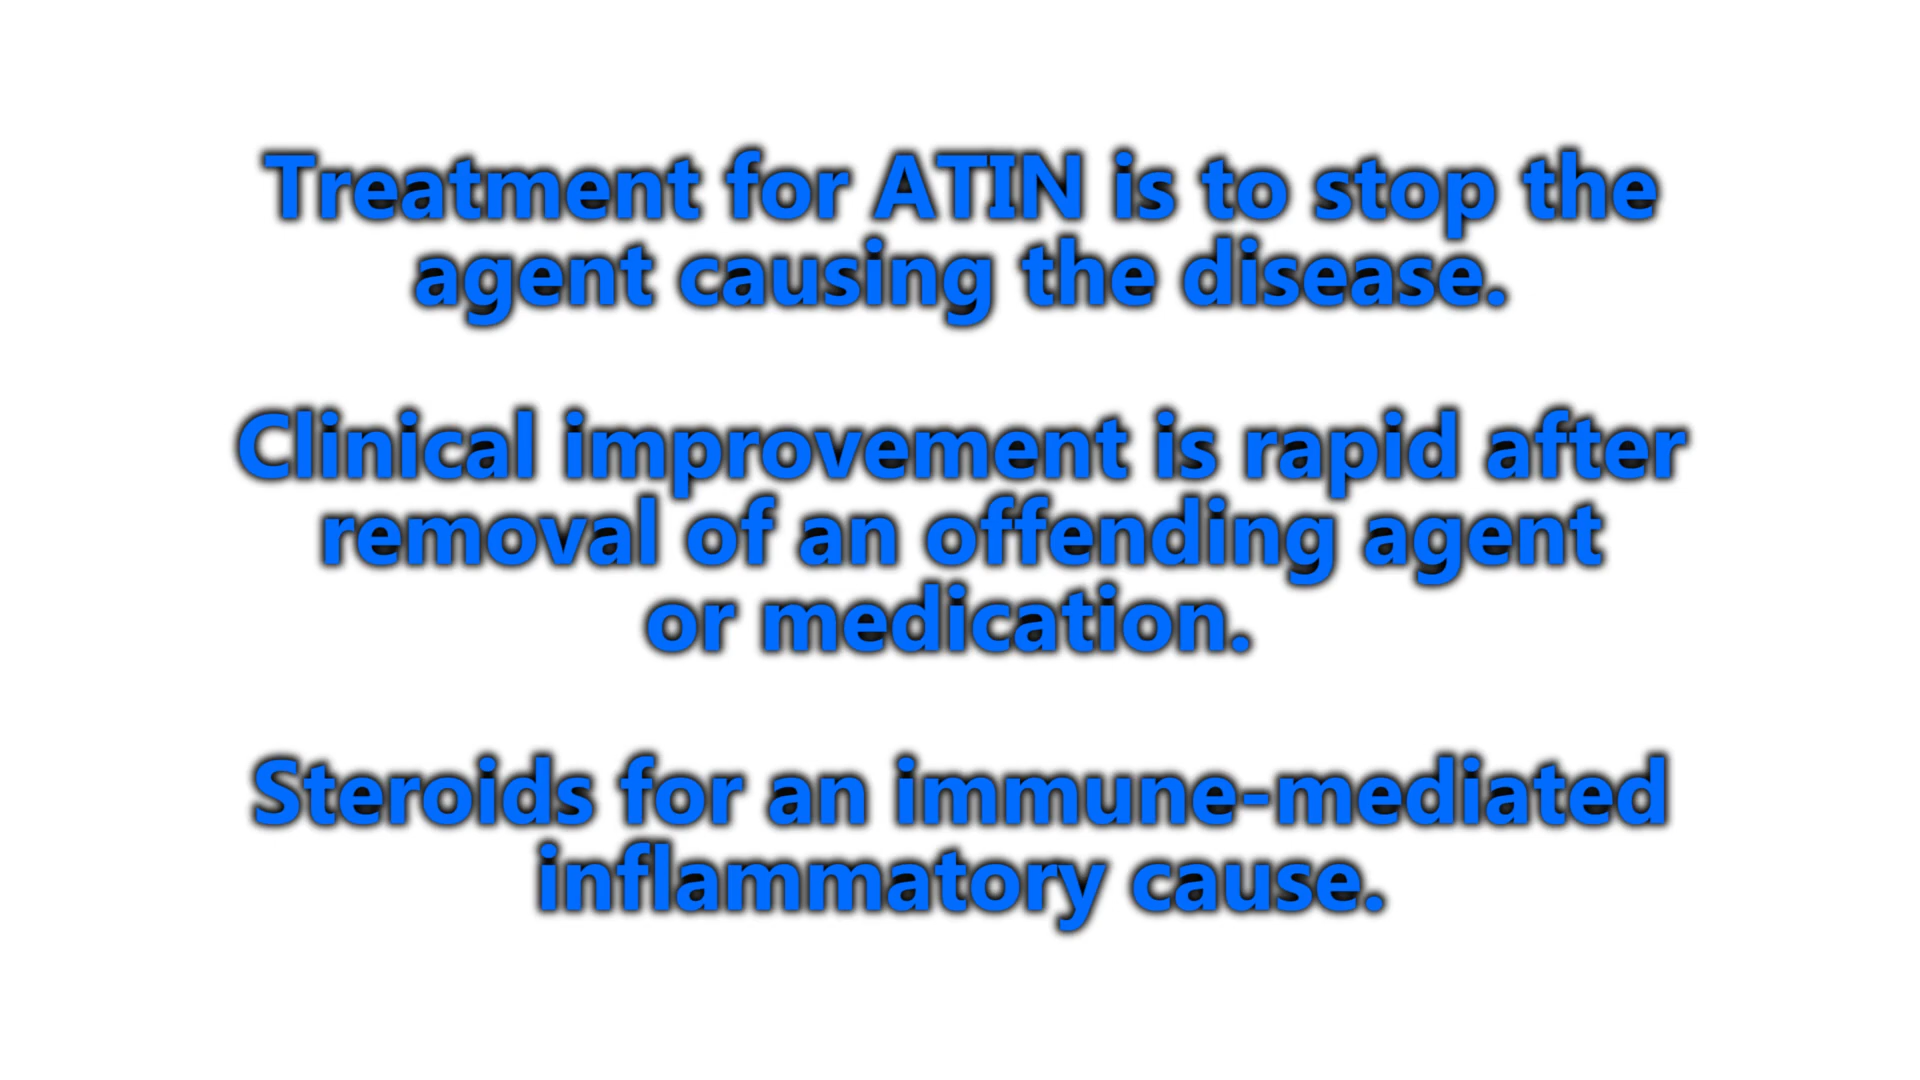 Treatment for ATIN is to stop the
agent causing the disease.
Clinical improvement is rapid after
removal of an offending agent
or medication.
Steroids for an immune-mediated
inflammatory cause.